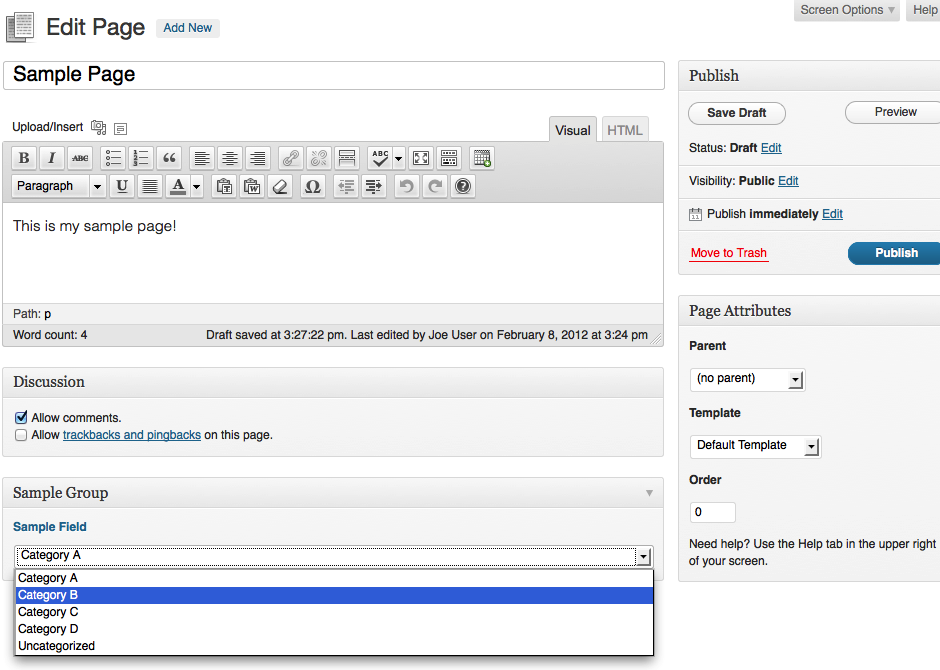 Screen Options ▼ Help
Edit Page Add New
Sample Page
Upload/Insert
Visual HTML
B I ABC ABC
Paragraph U A Ω
This is my sample page!
Path: p
Word count: 4 Draft saved at 3:27:22 pm. Last edited by Joe User on February 8, 2012 at 3:24 pm
Discussion
Allow comments.
Allow trackbacks and pingbacks on this page.
Sample Group
Sample Field
Category A
Category A
Category B
Category C
Category D
Uncategorized
Publish
Save Draft Preview
Status: Draft Edit
Visibility: Public Edit
11 Publish immediately Edit
Move to Trash Publish
Page Attributes
Parent
(no parent)
Template
Default Template
Order
0
Need help? Use the Help tab in the upper right
of your screen.